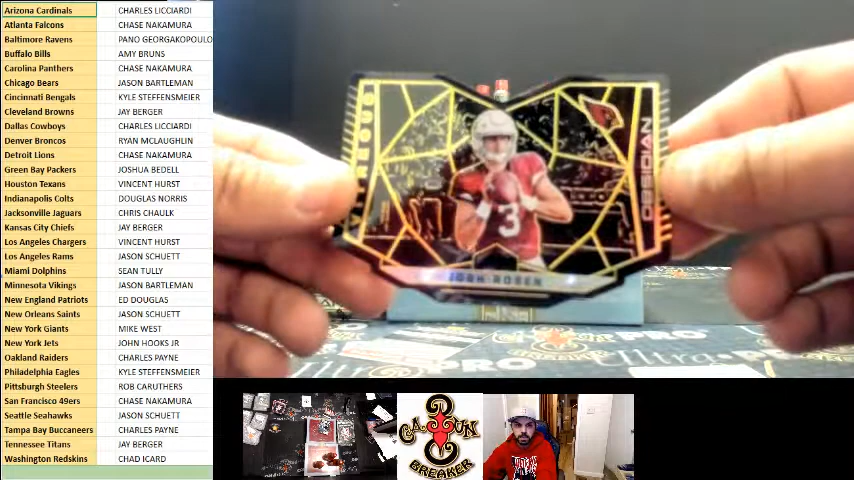 Arizona Cardinals CHARLES LICCIARDI
Atlanta Falcons CHASE NAKAMURA
Baltimore Ravens PANO GEORGAKOPOULO
Buffalo Bills AMY BRUNS
Carolina Panthers CHASE NAKAMURA
Chicago Bears JASON BARTLEMAN
Cincinnati Bengals KYLE STEFFENSMEIER
Cleveland Browns JAY BERGER
Dallas Cowboys CHARLES LICCIARDI
Denver Broncos RYAN MCLAUGHLIN
Detroit Lions CHASE NAKAMURA
Green Bay Packers JOSHUA BEDELL
Houston Texans VINCENT HURST
Indianapolis Colts DOUGLAS NORRIS
Jacksonville Jaguars CHRIS CHAULK
Kansas City Chiefs JAY BERGER
Los Angeles Chargers VINCENT HURST
Los Angeles Rams JASON SCHUETT
Miami Dolphins SEAN TULLY
Minnesota Vikings JASON BARTLEMAN
New England Patriots ED DOUGLAS
New Orleans Saints JASON SCHUETT
New York Giants MIKE WEST
New York Jets JOHN HOOKS JR
Oakland Raiders CHARLES PAYNE
Philadelphia Eagles KYLE STEFFENSMEIER
Pittsburgh Steelers ROB CARUTHERS
San Francisco 49ers CHASE NAKAMURA
Seattle Seahawks JASON SCHUETT
Tampa Bay Buccaneers CHARLES PAYNE
Tennessee Titans JAY BERGER
Washington Redskins CHAD ICARD
OBSIDIAN
3
JOSH ROSEN
PRO
Ultra
PRO
BREAKER